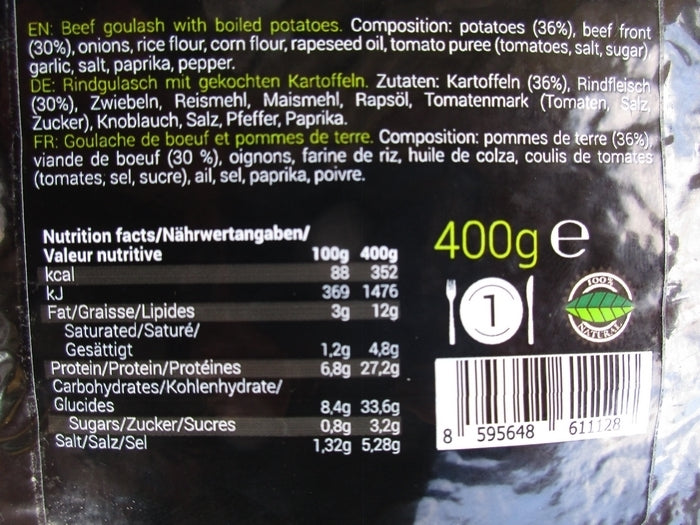 EN: Beef goulash with boiled potatoes. Composition: potatoes (36%), beef front
(30%), onions, rice flour, corn flour, rapeseed oil, tomato puree (tomatoes, salt, sugar)
garlic, salt, paprika, pepper.
DE: Rindgulasch mit gekochten Kartoffeln. Zutaten: Kartoffeln (36%), Rindfleisch
(30%), Zwiebeln, Reismehl, Maismehl, Rapsöl, Tomatenmark (Tomaten, Salz,
Zucker), Knoblauch, Salz, Pfeffer, Paprika.
FR: Goulache de boeuf et pommes de terre. Composition: pommes de terre (36%),
viande de boeuf (30 %), oignons, farine de riz, huile de colza, coulis de tomates
(tomates, sel, sucre), ail, sel, paprika, poivre.
Nutrition facts/Nährwertangaben/
Valeur nutritive 100g 400g
kcal 88 352
kJ 369 1476
Fat/Graisse/Lipides 3g 12g
Saturated/Saturé/
Gesättigt 1,2g 4,8g
Protein/Protein/Protéines 6,8g 27,2g
Carbohydrates/Kohlenhydrate/
Glucides 8,4g 33,6g
Sugars/Zucker/Sucres 0,8g 3,2g
Salt/Salz/Sel 1,32g 5,28g
400g e
1
100%
NATURAL
8 595648 611128